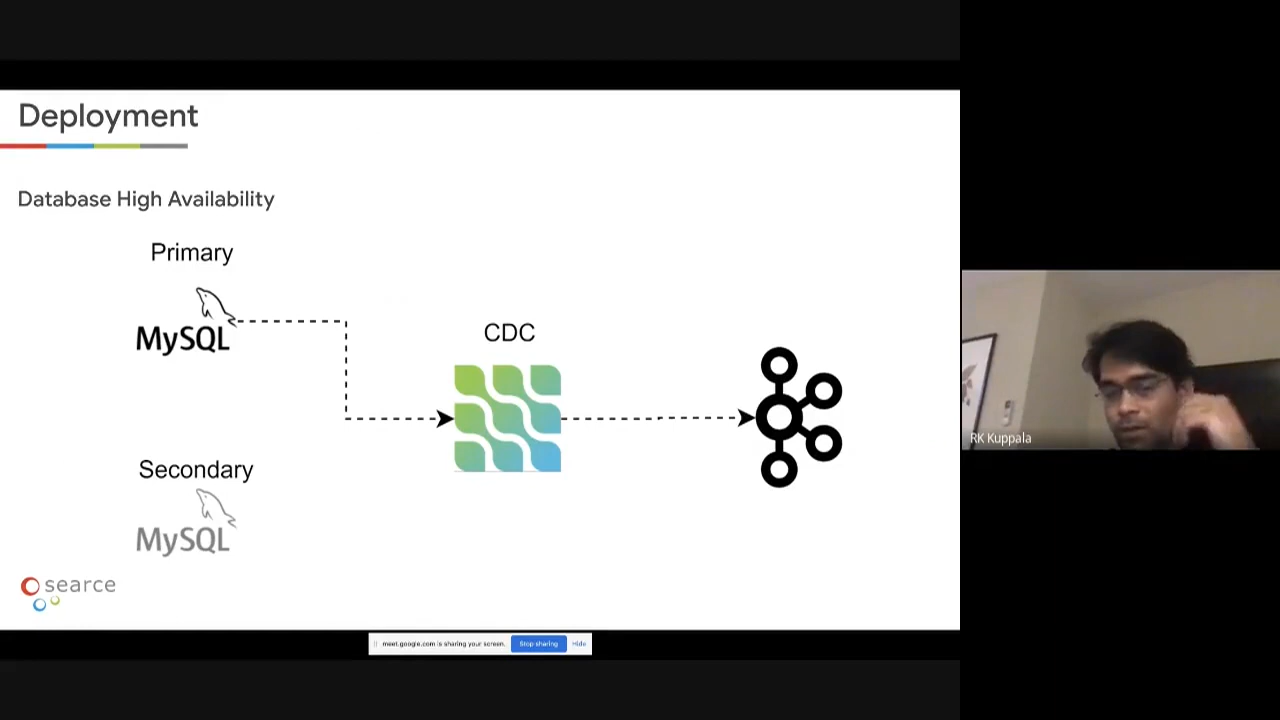 Deployment
Database High Availability
Primary
MySQL
CDC
Secondary
MySQL
searce
RK Kuppala
meet.google.com is sharing your screen.
Stop sharing
Hide